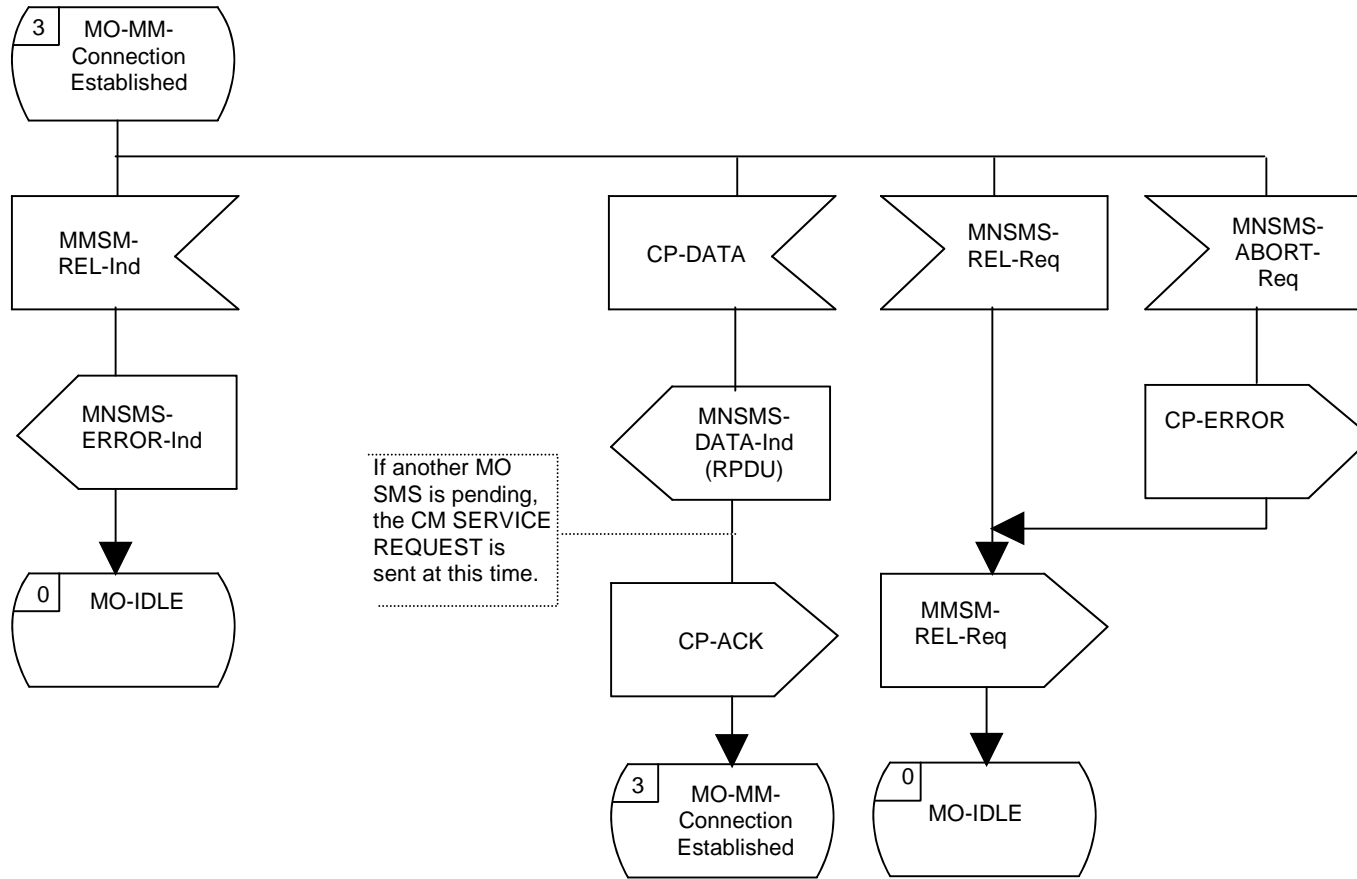 3
MO-MM-
Connection
Established
MMSM-
REL-Ind
CP-DATA
MNSMS-
REL-Req
MNSMS-
ABORT-
Req
MNSMS-
ERROR-Ind
MNSMS-
DATA-Ind
(RPDU)
CP-ERROR
If another MO
SMS is pending,
the CM SERVICE
REQUEST is
sent at this time.
0
MO-IDLE
CP-ACK
MMSM-
REL-Req
3
MO-MM-
Connection
Established
0
MO-IDLE